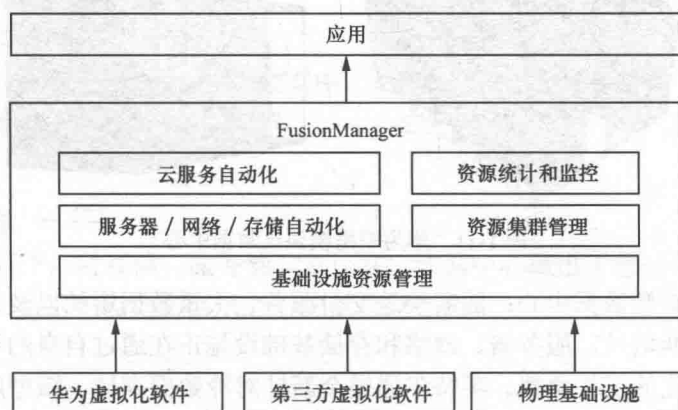 应用
FusionManager
云服务自动化
资源统计和监控
服务器 / 网络 / 存储自动化
资源集群管理
基础设施资源管理
华为虚拟化软件
第三方虚拟化软件
物理基础设施